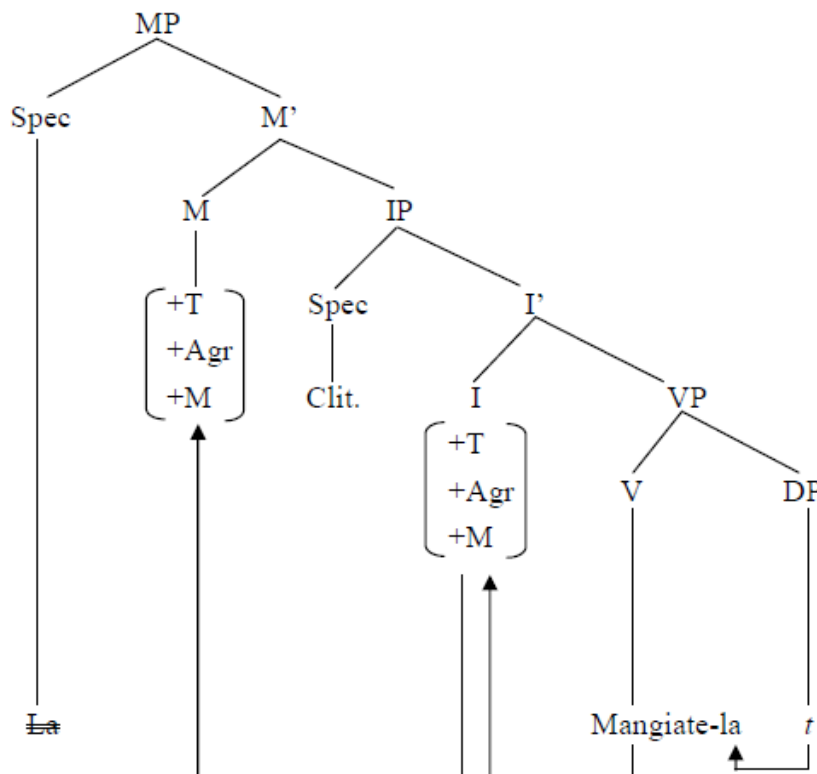 MP
Spec M’
M IP
+T Spec I’
+Agr
+M Clit. I VP
+T
+Agr V DP
+M
La Mangiate-la t